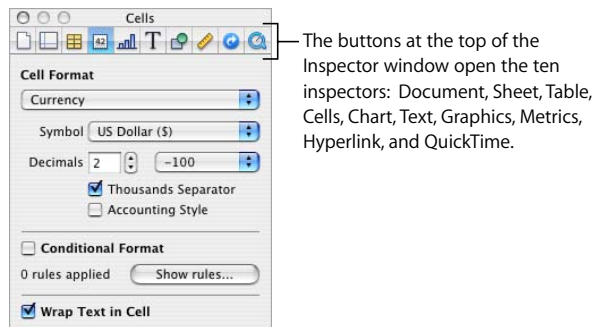 Cells
42
T
Cell Format
Currency
Symbol US Dollar ($)
Decimals 2 -100
Thousands Separator
Accounting Style
Conditional Format
0 rules applied Show rules...
Wrap Text in Cell
The buttons at the top of the
Inspector window open the ten
inspectors: Document, Sheet, Table,
Cells, Chart, Text, Graphics, Metrics,
Hyperlink, and QuickTime.